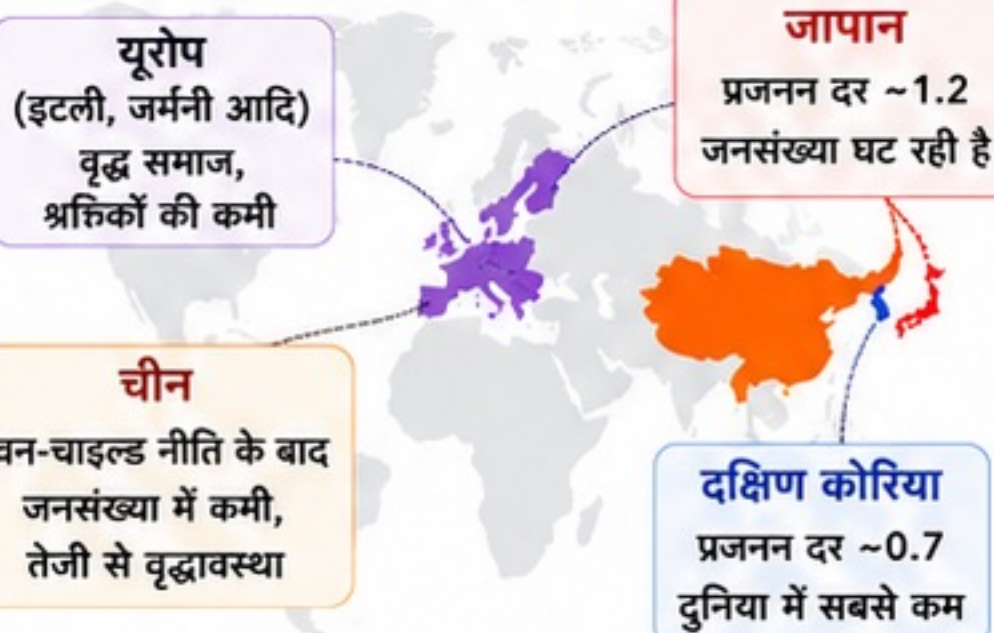 यूरोप
(इटली, जर्मनी आदि)
वृद्ध समाज,
श्रक्तिकों की कमी
जापान
प्रजनन दर ~1.2
जनसंख्या घट रही है
चीन
वन-चाइल्ड नीति के बाद
जनसंख्या में कमी,
तेजी से वृद्धावस्था
दक्षिण कोरिया
प्रजनन दर ~0.7
दुनिया में सबसे कम